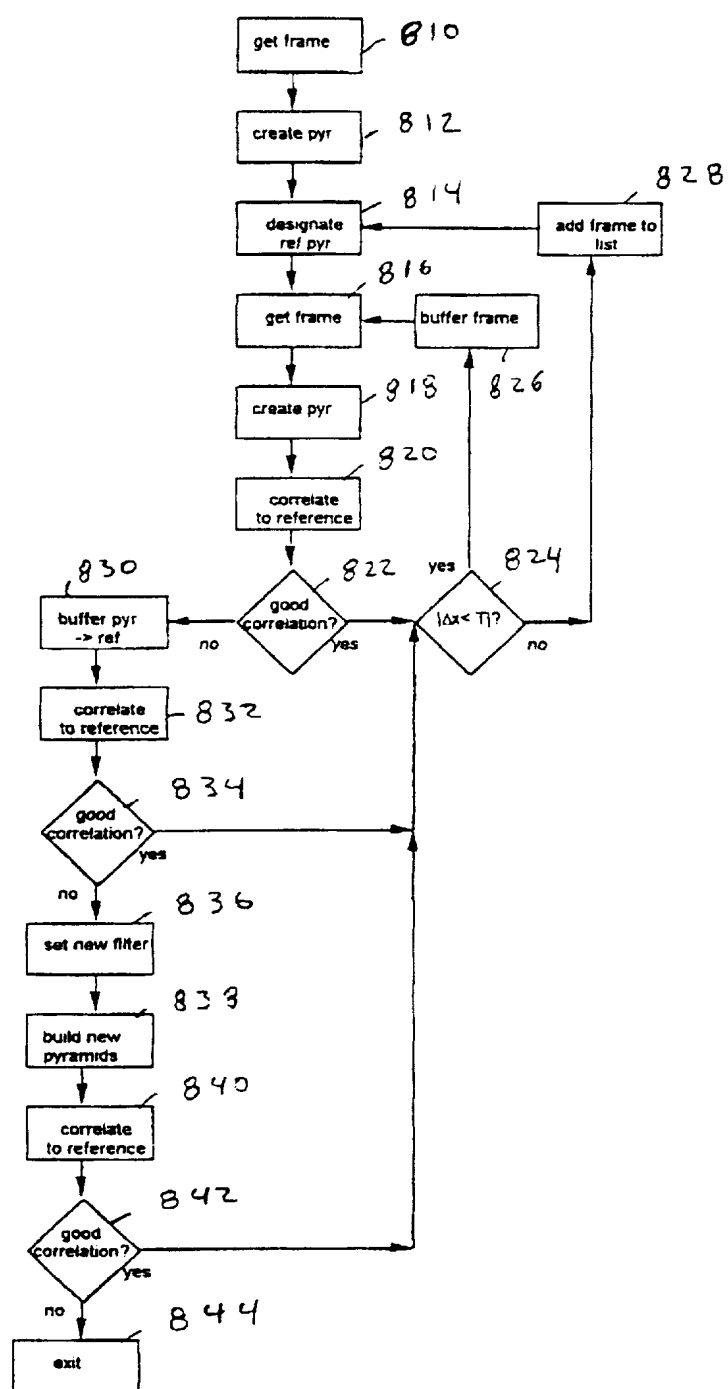 get frame
810
create pyr
812
designate
ref pyr
814
add frame to
list
828
get frame
816
buffer frame
826
create pyr
818
correlate
to reference
820
good
correlation?
822
no
yes
|Δx< T|?
824
yes
no
buffer pyr
-> ref
830
correlate
to reference
832
good
correlation?
834
yes
no
set new filter
836
build new
pyramids
838
correlate
to reference
840
good
correlation?
842
yes
no
exit
844